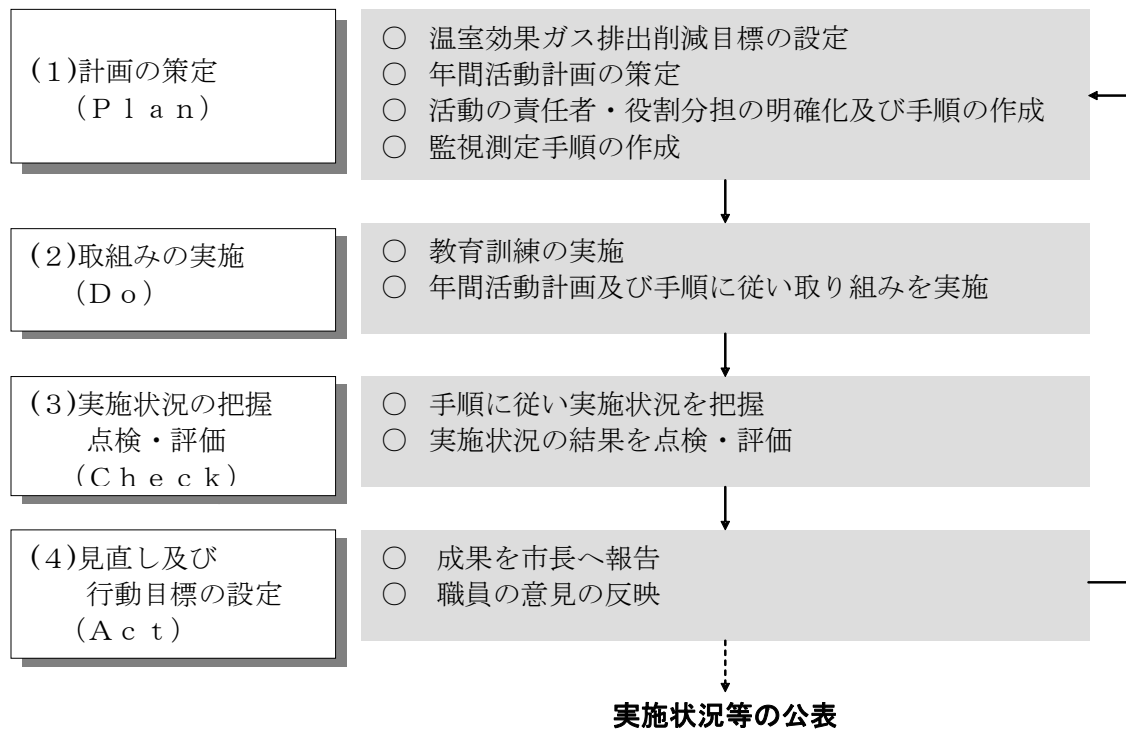 (1)計画の策定
(Ｐｌａｎ)
○ 温室効果ガス排出削減目標の設定
○ 年間活動計画の策定
○ 活動の責任者・役割分担の明確化及び手順の作成
○ 監視測定手順の作成
(2)取組みの実施
(Ｄｏ)
○ 教育訓練の実施
○ 年間活動計画及び手順に従い取り組みを実施
(3)実施状況の把握
点検・評価
(Ｃｈｅｃｋ)
○ 手順に従い実施状況を把握
○ 実施状況の結果を点検・評価
(4)見直し及び
行動目標の設定
(Ａｃｔ)
○ 成果を市長へ報告
○ 職員の意見の反映
実施状況等の公表